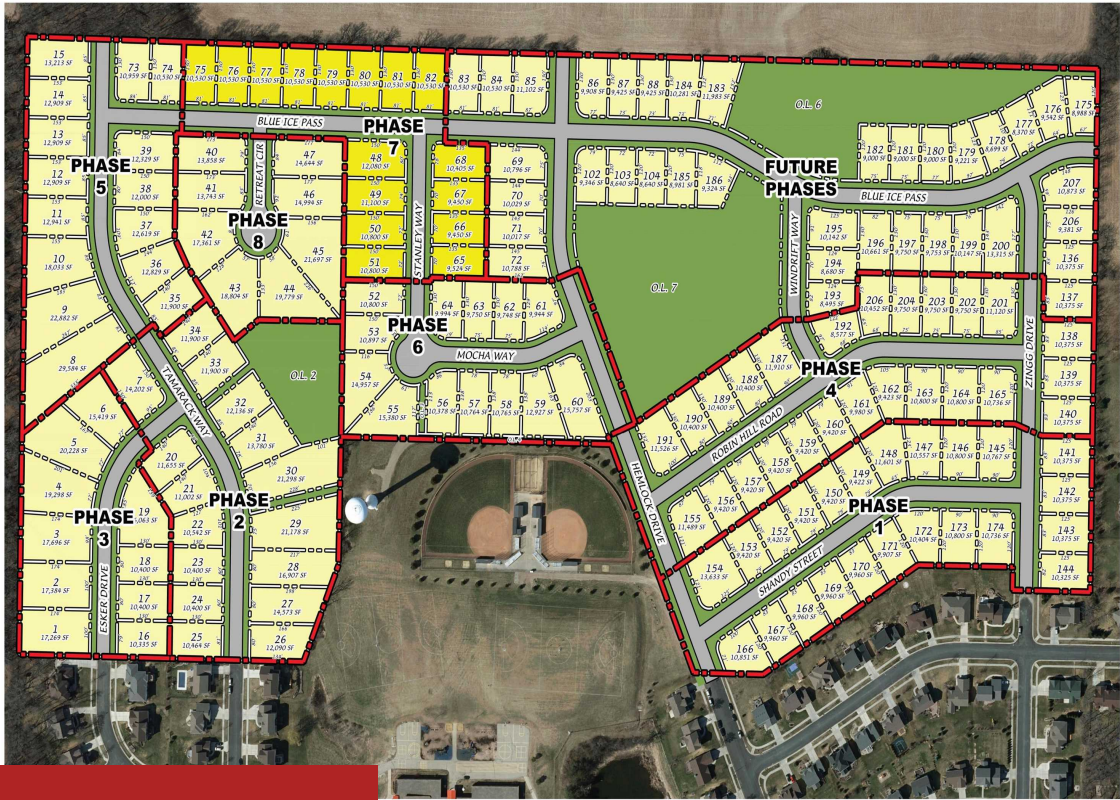 15
13,213 SF
14
12,909 SF
13
12,909 SF
12
12,909 SF
11
12,941 SF
10
18,033 SF
9
22,882 SF
8
29,584 SF
7
14,202 SF
6
15,419 SF
5
20,228 SF
4
19,298 SF
3
17,696 SF
2
17,384 SF
1
17,269 SF
73
10,959 SF
74
10,530 SF
75
10,530 SF
76
10,530 SF
77
10,530 SF
78
10,530 SF
79
10,530 SF
80
10,530 SF
81
10,530 SF
82
10,530 SF
83
10,530 SF
84
10,530 SF
85
11,102 SF
86
9,908 SF
87
9,425 SF
88
9,425 SF
184
10,281 SF
183
11,983 SF
O.L. 6
182
9,000 SF
181
9,000 SF
180
9,000 SF
179
9,221 SF
178
8,699 SF
177
8,370 SF
176
9,542 SF
175
8,988 SF
BLUE ICE PASS
PHASE
7
PHASE
5
39
12,329 SF
38
12,000 SF
37
12,619 SF
36
12,829 SF
35
11,900 SF
34
11,900 SF
33
11,900 SF
32
12,136 SF
31
13,780 SF
30
21,298 SF
29
21,178 SF
28
16,907 SF
27
14,573 SF
26
12,090 SF
40
13,858 SF
41
13,743 SF
42
17,361 SF
43
18,804 SF
44
19,779 SF
45
21,697 SF
46
14,994 SF
47
14,644 SF
RETREAT CIR
PHASE
8
48
12,080 SF
49
11,100 SF
50
10,800 SF
51
10,800 SF
STANLEY WAY
68
10,405 SF
67
9,450 SF
66
9,450 SF
65
9,524 SF
69
10,796 SF
70
10,029 SF
71
10,017 SF
72
10,788 SF
102
9,346 SF
103
8,640 SF
104
8,640 SF
185
8,981 SF
186
9,324 SF
FUTURE
PHASES
BLUE ICE PASS
WINDRIFT WAY
O.L. 7
195
10,142 SF
194
8,680 SF
193
8,495 SF
196
9,661 SF
197
9,753 SF
198
9,753 SF
199
10,147 SF
200
13,315 SF
207
10,873 SF
206
9,381 SF
136
10,375 SF
137
10,375 SF
138
10,375 SF
139
10,375 SF
140
10,375 SF
141
10,375 SF
142
10,375 SF
143
10,375 SF
144
10,325 SF
ZINGG DRIVE
206
10,452 SF
204
9,750 SF
203
9,750 SF
202
9,750 SF
201
11,120 SF
192
8,577 SF
O.L. 2
52
10,800 SF
53
10,897 SF
54
14,957 SF
55
15,380 SF
56
10,378 SF
57
10,764 SF
58
10,765 SF
59
12,927 SF
60
15,757 SF
64
9,994 SF
63
9,750 SF
62
9,748 SF
61
9,944 SF
PHASE
6
MOCHA WAY
TAMARACK WAY
PHASE
4
187
11,910 SF
188
10,400 SF
189
10,400 SF
190
10,400 SF
191
11,526 SF
ROBIN HILL ROAD
162
9,423 SF
163
10,800 SF
164
10,800 SF
165
10,736 SF
161
9,980 SF
160
9,420 SF
159
9,420 SF
158
9,420 SF
157
9,420 SF
156
9,420 SF
155
11,489 SF
HEMLOCK DRIVE
PHASE
1
147
10,557 SF
146
10,800 SF
145
10,767 SF
148
11,601 SF
149
9,422 SF
150
9,420 SF
151
9,420 SF
152
9,420 SF
153
9,420 SF
154
13,633 SF
SHANDY STREET
172
10,404 SF
173
9,800 SF
174
10,736 SF
171
9,907 SF
170
9,960 SF
169
9,960 SF
168
9,960 SF
167
9,960 SF
166
10,851 SF
PHASE
3
ESKER DRIVE
PHASE
2
20
11,655 SF
21
11,002 SF
22
10,542 SF
23
10,400 SF
24
10,400 SF
25
10,464 SF
19
18
10,400 SF
17
10,400 SF
16
10,335 SF